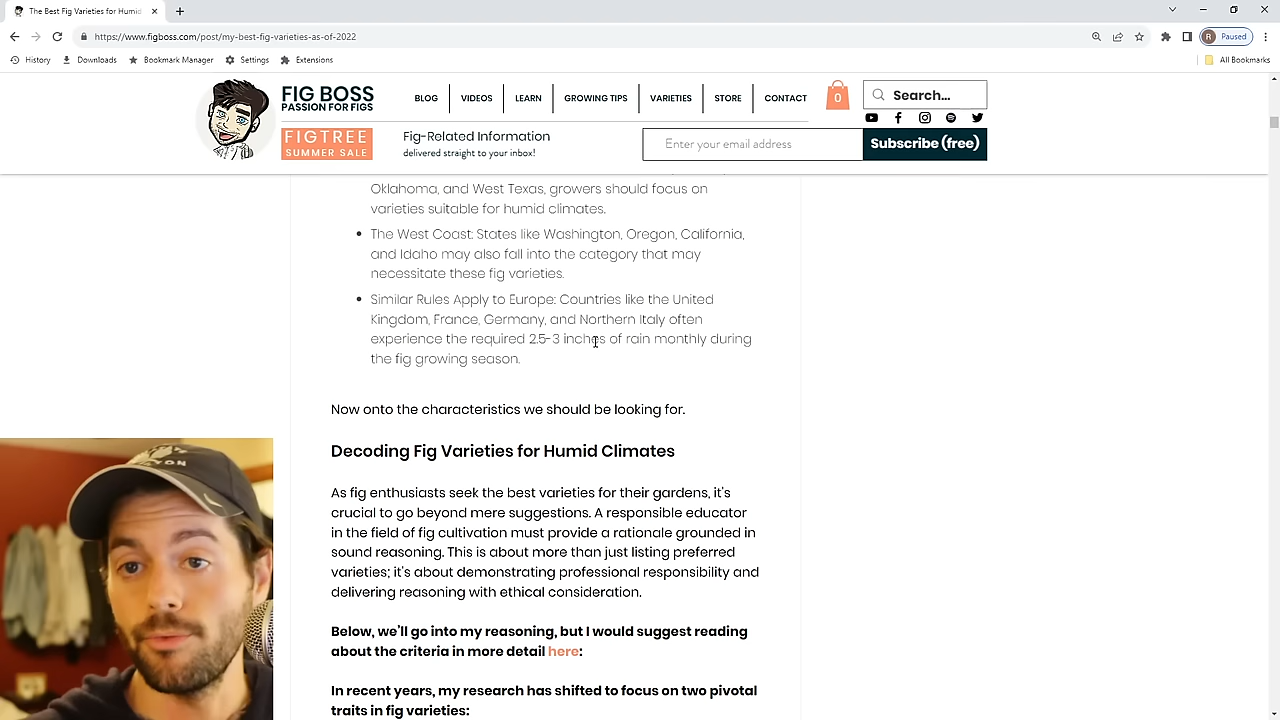 The Best Fig Varieties for Humid
https://www.figboss.com/post/my-best-fig-varieties-as-of-2022
R Paused
History Downloads Bookmark Manager Settings Extensions All Bookmarks
FIG BOSS
PASSION FOR FIGS
BLOG VIDEOS LEARN GROWING TIPS VARIETIES STORE CONTACT
0
Search...
FIGTREE
SUMMER SALE
Fig-Related Information
delivered straight to your inbox!
Enter your email address
Subscribe (free)
Oklahoma, and West Texas, growers should focus on
varieties suitable for humid climates.
The West Coast: States like Washington, Oregon, California,
and Idaho may also fall into the category that may
necessitate these fig varieties.
Similar Rules Apply to Europe: Countries like the United
Kingdom, France, Germany, and Northern Italy often
experience the required 2.5-3 inches of rain monthly during
the fig growing season.
Now onto the characteristics we should be looking for.
Decoding Fig Varieties for Humid Climates
As fig enthusiasts seek the best varieties for their gardens, it's
crucial to go beyond mere suggestions. A responsible educator
in the field of fig cultivation must provide a rationale grounded in
sound reasoning. This is about more than just listing preferred
varieties; it's about demonstrating professional responsibility and
delivering reasoning with ethical consideration.
Below, we'll go into my reasoning, but I would suggest reading
about the criteria in more detail here:
In recent years, my research has shifted to focus on two pivotal
traits in fig varieties: